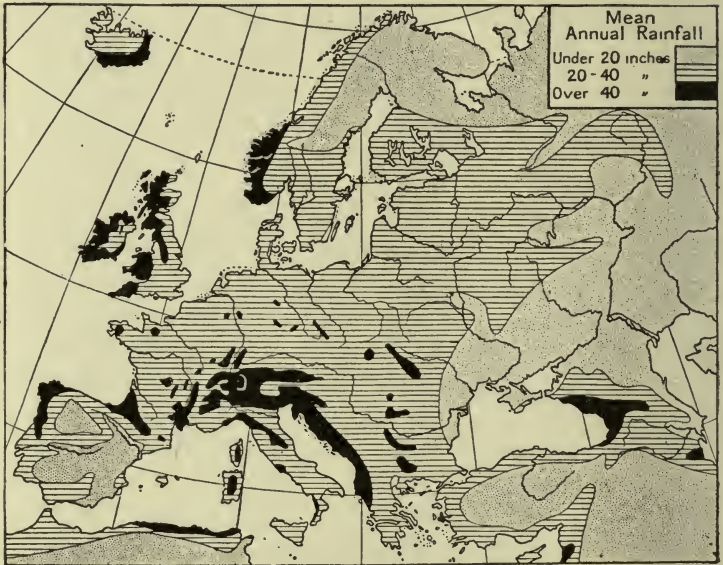 Mean
Annual Rainfall
Under 20 inches
20-40 "
Over 40 "